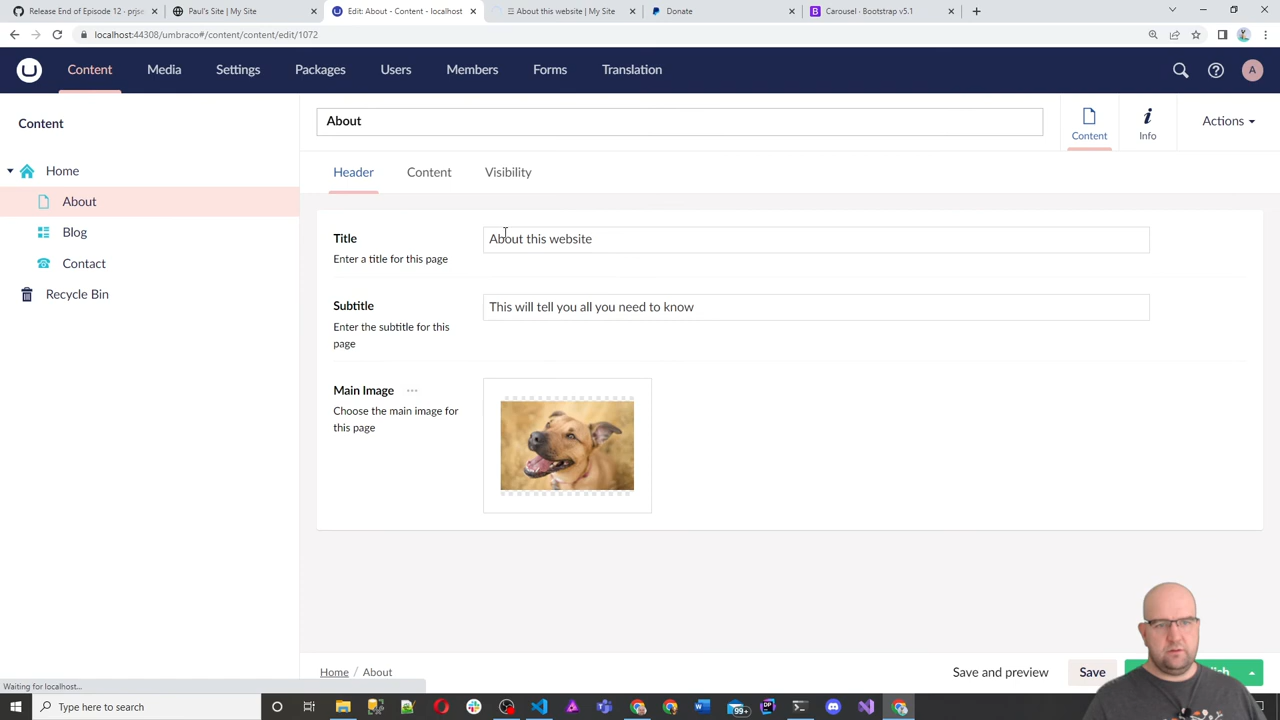 Release End of Episode 12 · prjse
Paul's Site | My Site
Edit: About - Content - localhost
☰ About this website | My Site
Donate
Carousel · Bootstrap v5.1
localhost:44308/umbraco#/content/content/edit/1072
Content
Media
Settings
Packages
Users
Members
Forms
Translation
A
Content
About
Content
Info
Actions
Home
Header
Content
Visibility
About
Title
About this website
Blog
Enter a title for this page
Contact
Recycle Bin
Subtitle
This will tell you all you need to know
Enter the subtitle for this
page
Main Image
Choose the main image for
this page
Home / About
Save and preview
Save
Waiting for localhost...
Type here to search
99+